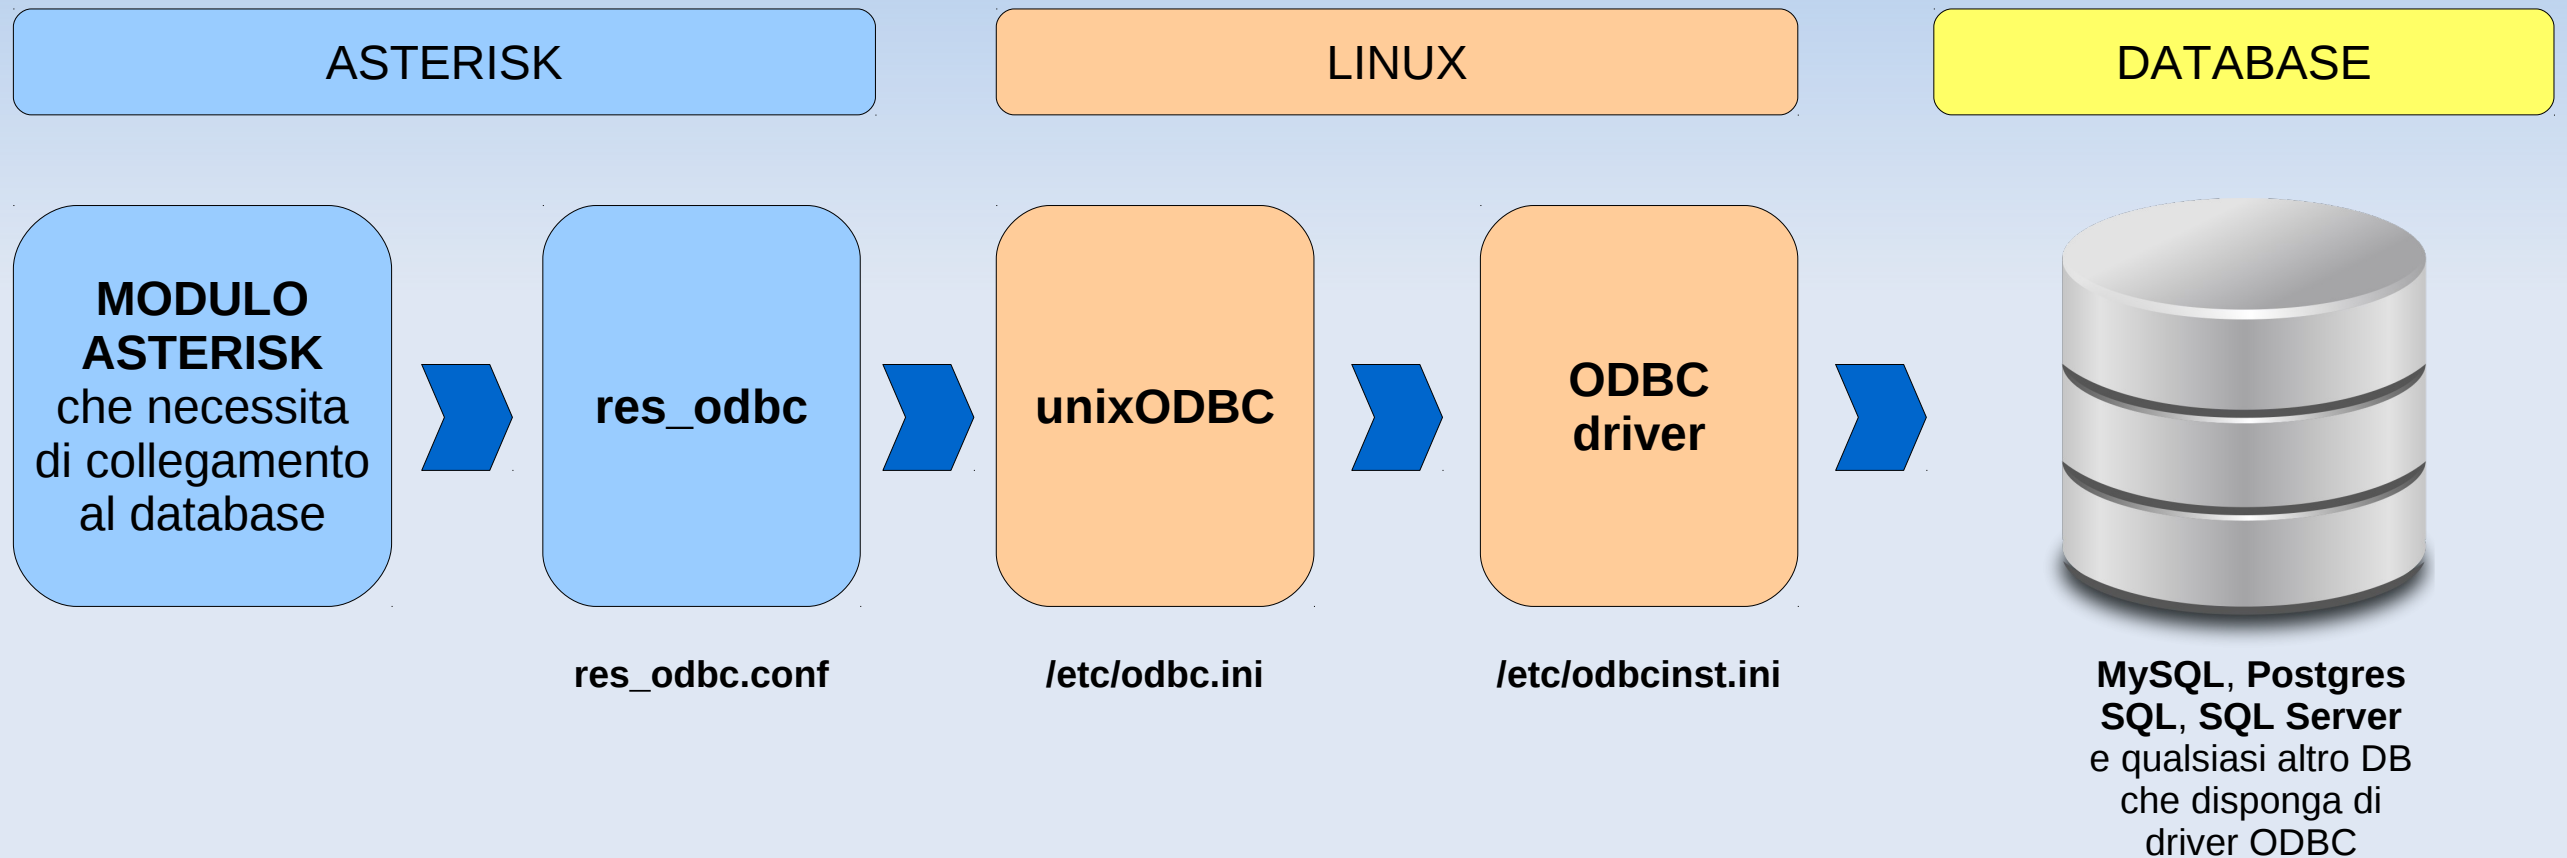 ASTERISK
LINUX
DATABASE
MODULO
ASTERISK
che necessita
di collegamento
al database
res_odbc
unixODBC
ODBC
driver
res_odbc.conf
/etc/odbc.ini
/etc/odbcinst.ini
MySQL, Postgres
SQL, SQL Server
e qualsiasi altro DB
che disponga di
driver ODBC